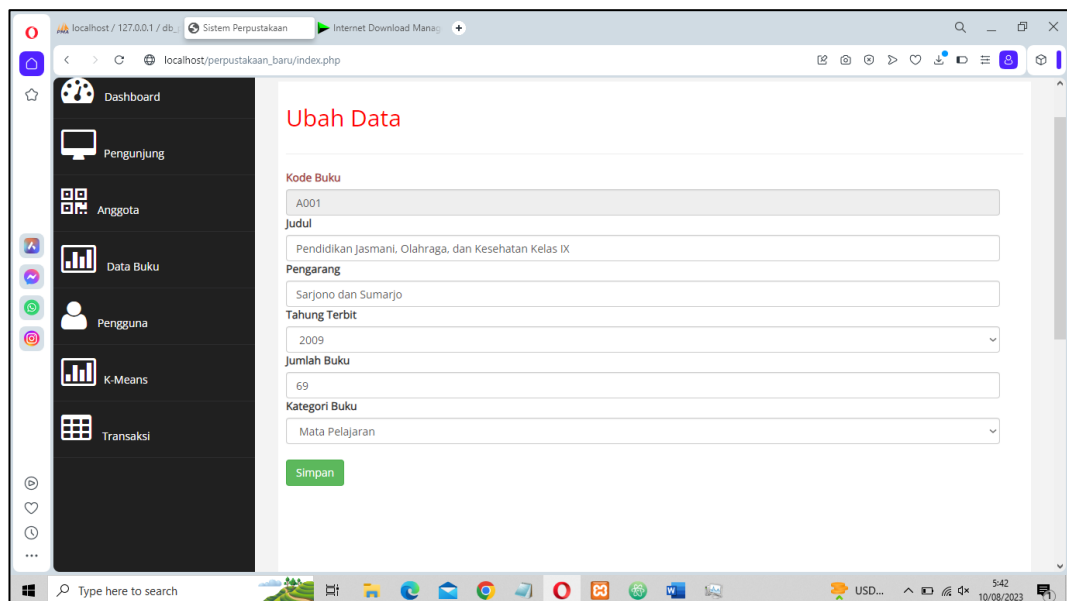 localhost / 127.0.0.1 / db_
Sistem Perpustakaan
Internet Download Manag
localhost/perpustakaan_baru/index.php
Dashboard
Pengunjung
Anggota
Data Buku
Pengguna
K-Means
Transaksi
Ubah Data
Kode Buku
A001
Judul
Pendidikan Jasmani, Olahraga, dan Kesehatan Kelas IX
Pengarang
Sarjono dan Sumarjo
Tahung Terbit
2009
Jumlah Buku
69
Kategori Buku
Mata Pelajaran
Simpan
Type here to search
USD...
5:42
10/08/2023